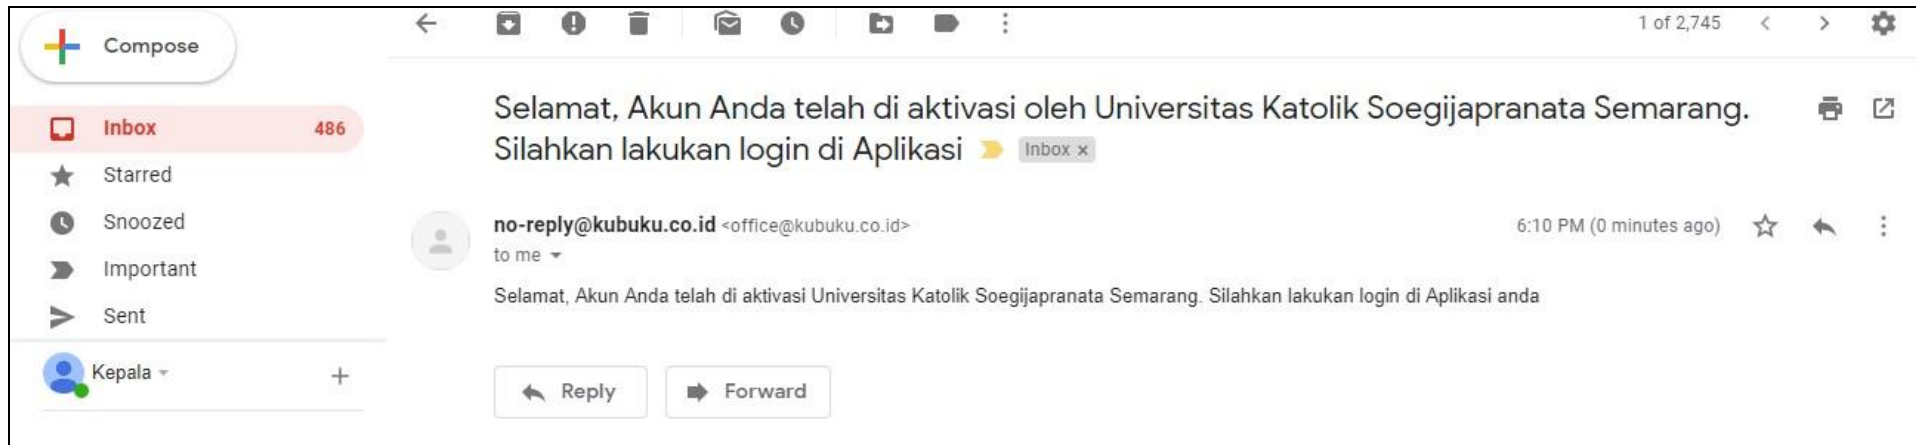 Compose
Inbox 486
Starred
Snoozed
Important
Sent
Kepala
1 of 2,745
Selamat, Akun Anda telah di aktivasi oleh Universitas Katolik Soegijapranata Semarang.
Silahkan lakukan login di Aplikasi Inbox x
no-reply@kubuku.co.id <office@kubuku.co.id> 6:10 PM (0 minutes ago)
to me
Selamat, Akun Anda telah di aktivasi Universitas Katolik Soegijapranata Semarang. Silahkan lakukan login di Aplikasi anda
Reply Forward